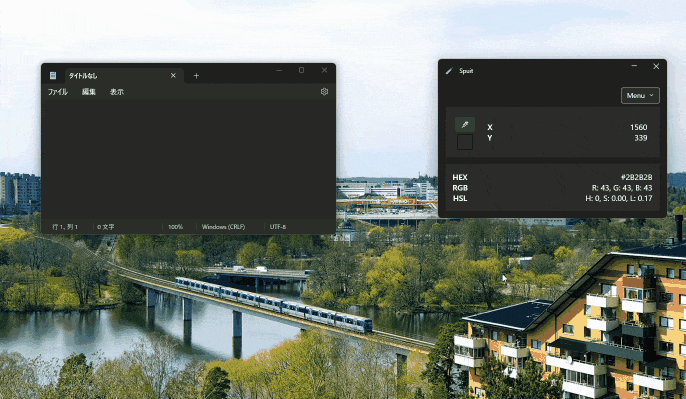 タイトルなし
ファイル 編集 表示
行 1、列 1 0 文字 100% Windows (CRLF) UTF-8
Spuit
Menu
X 1560
Y 339
HEX #2B2B2B
RGB R: 43, G: 43, B: 43
HSL H: 0, S: 0.00, L: 0.17